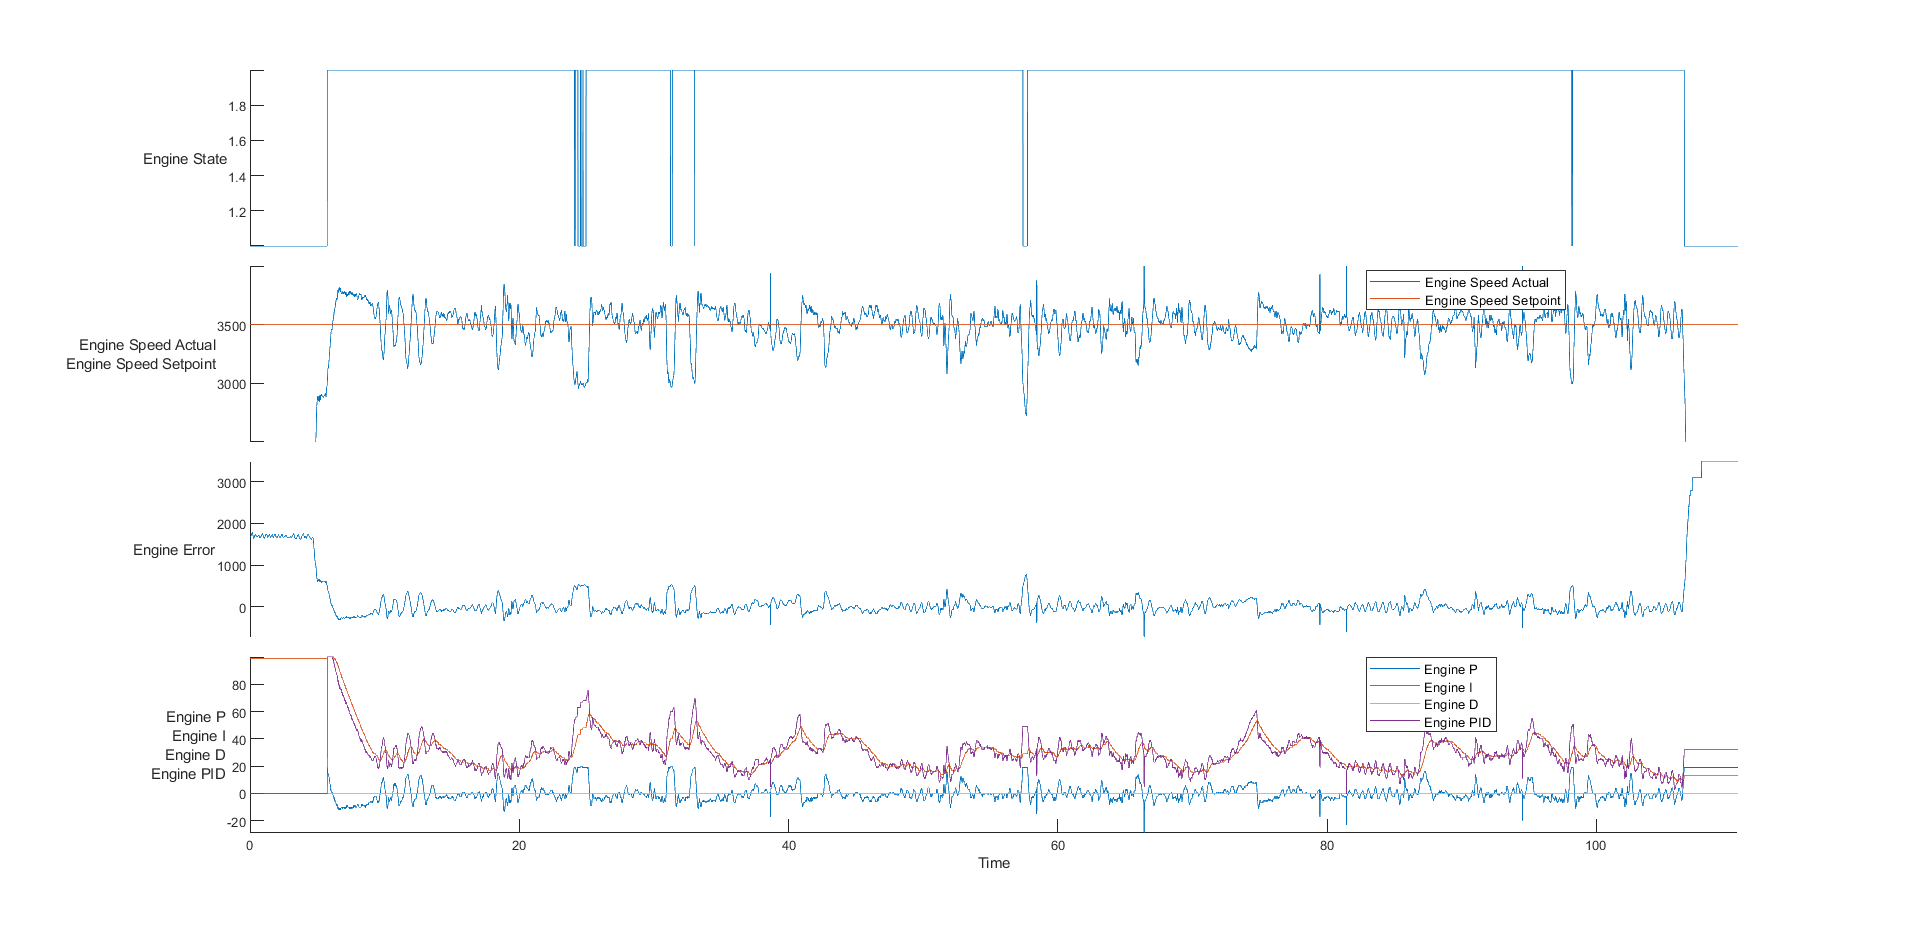 1.8
1.6
Engine State
1.4
1.2
Engine Speed Actual
Engine Speed Setpoint
3500
Engine Speed Actual
Engine Speed Setpoint
3000
3000
2000
Engine Error
1000
0
Engine P
Engine I
Engine D
Engine PID
80
60
40
20
0
-20
Engine P
Engine I
Engine D
Engine PID
0
20
40
60
80
100
Time